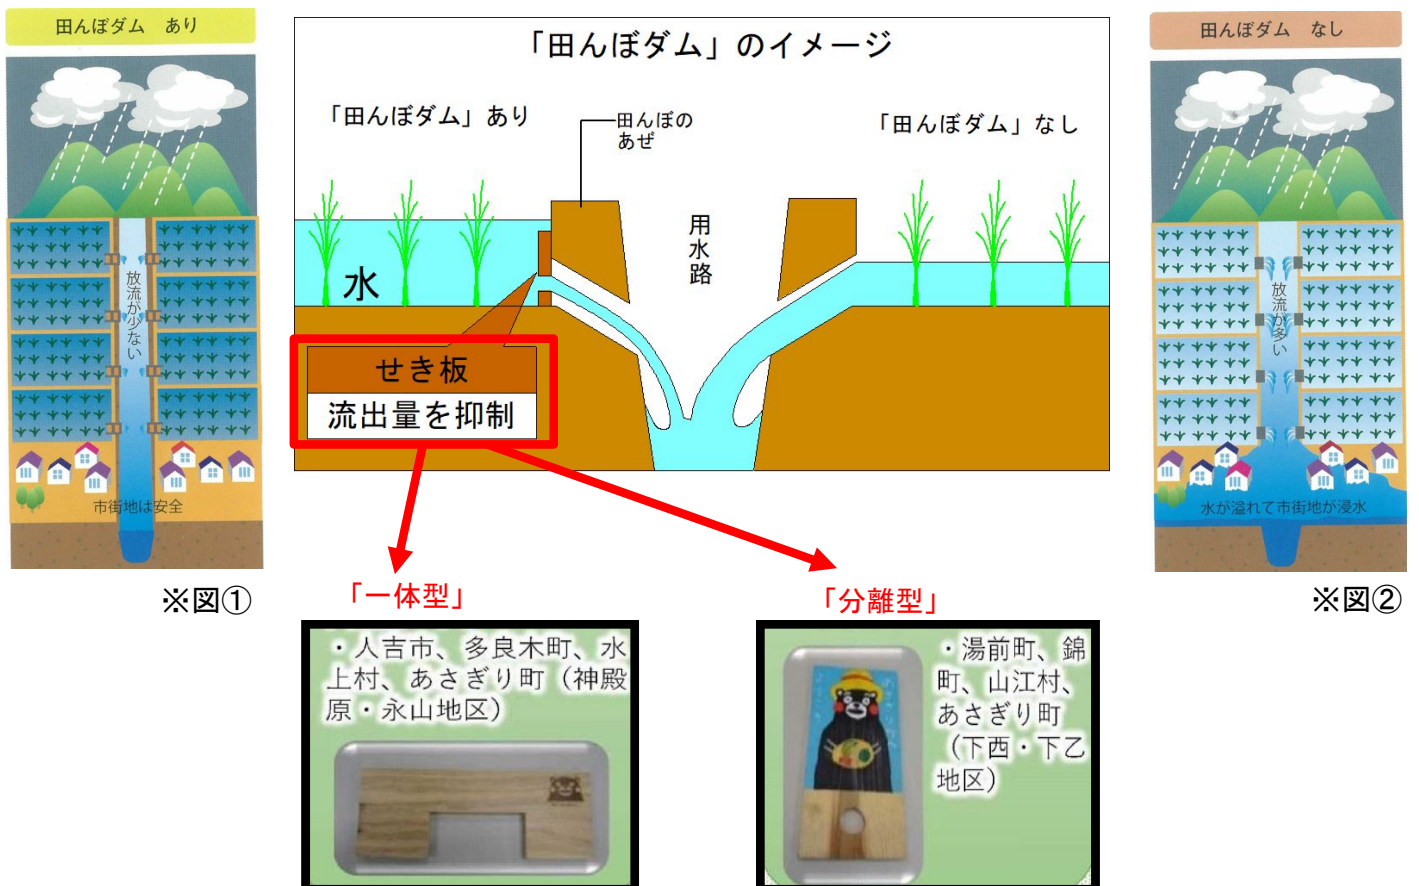 田んぼダム　あり
放流が少ない
市街地は安全
※図①
「田んぼダム」のイメージ
「田んぼダム」あり
田んぼの
あぜ
「田んぼダム」なし
用水路
水
せき板
流出量を抑制
田んぼダム　なし
放流が多い
水が溢れて市街地が浸水
※図②
「一体型」
・人吉市、多良木町、水
上村、あさぎり町（神殿
原・永山地区）
「分離型」
・湯前町、錦
町、山江村、
あさぎり町
（下西・下乙
地区）